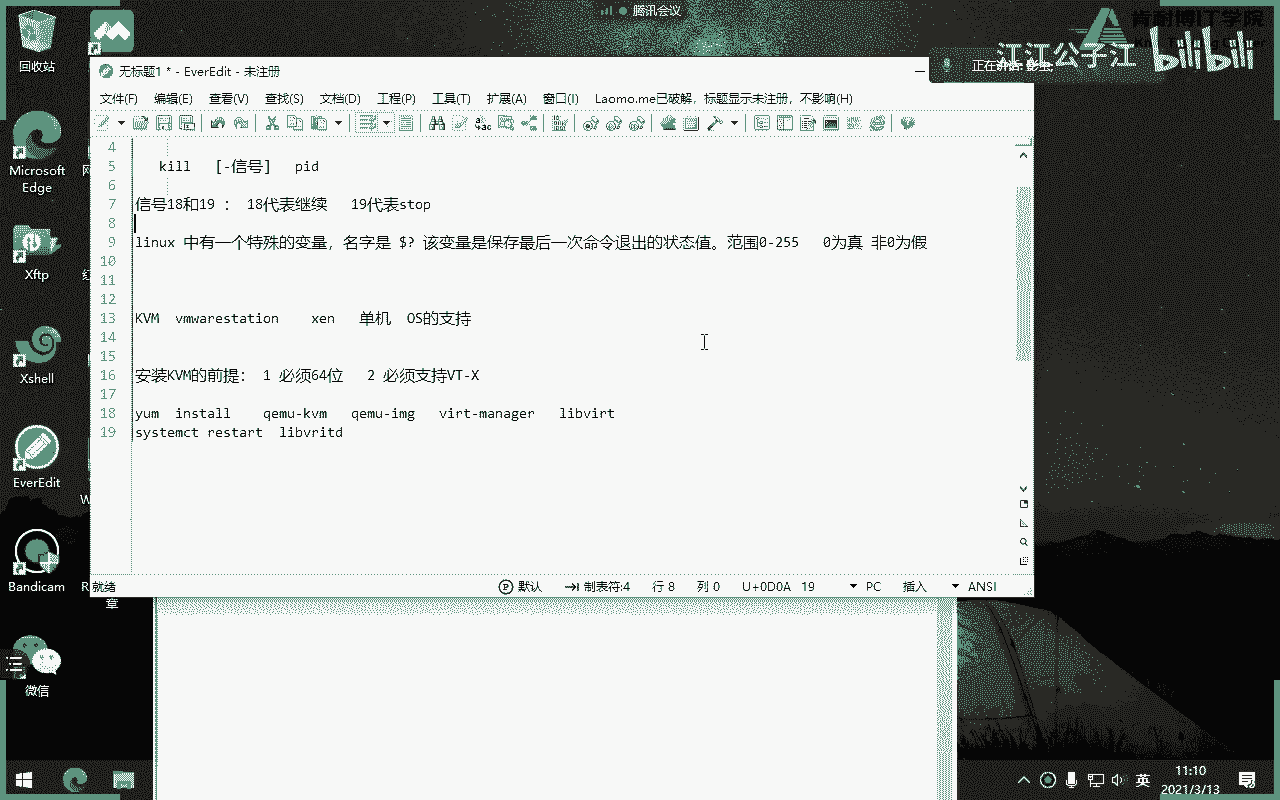 腾讯会议
肯耐博IT学院
江江公子江
bilibili
正在讲话:
回收站
Microsoft
Edge
Xftp
Xshell
EverEdit
Bandicam
微信
无标题1 * - EverEdit - 未注册
文件(F) 编辑(E) 查看(V) 查找(S) 文档(D) 工程(P) 工具(T) 扩展(A) 窗口(I) Laomo.me已破解，标题显示未注册，不影响(H)
4
5 kill [-信号] pid
6
7 信号18和19 : 18代表继续 19代表stop
8
9 linux 中有一个特殊的变量，名字是 $? 该变量是保存最后一次命令退出的状态值。范围0-255 0为真 非0为假
10
11
12
13 KVM vmwarestation xen 单机 OS的支持
14
15
16 安装KVM的前提: 1 必须64位 2 必须支持VT-X
17
18 yum install qemu-kvm qemu-img virt-manager libvirt
19 systemct restart libvritd
就绪 默认 制表符:4 行 8 列 0 U+0D0A 19 PC 插入 ANSI
章
英
11:10
2021/3/13